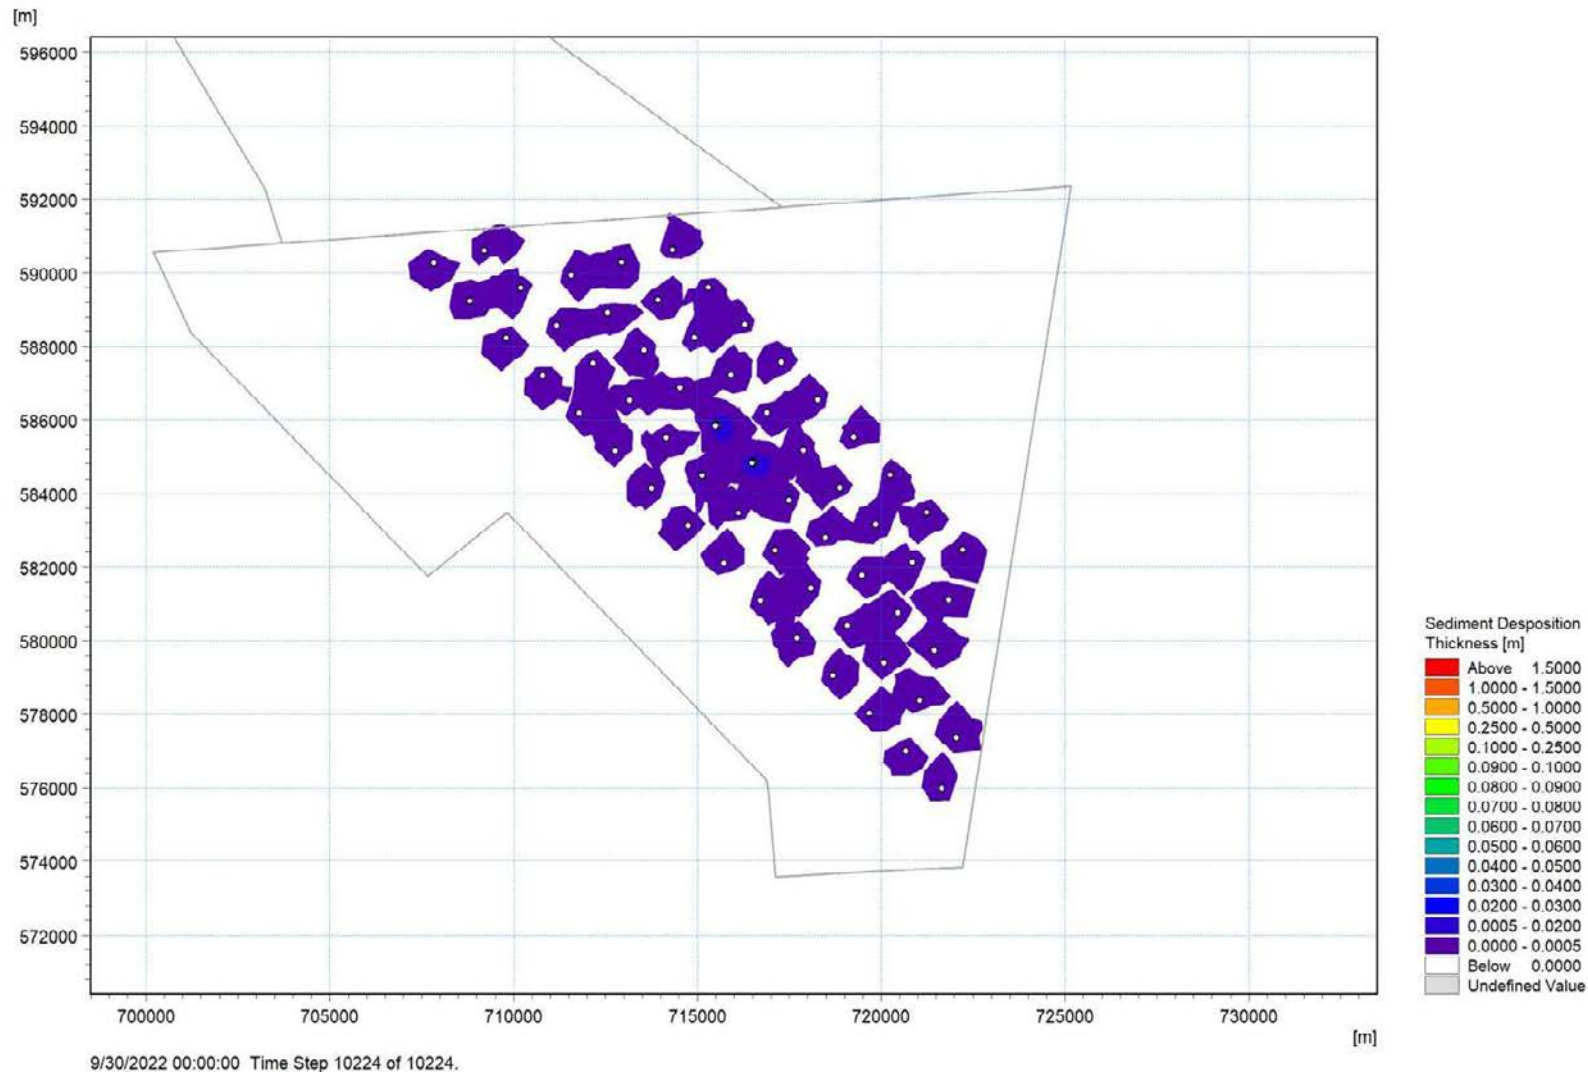 [m]
596000
594000
592000
590000
588000
586000
584000
582000
580000
578000
576000
574000
572000
700000 705000 710000 715000 720000 725000 730000
[m]
9/30/2022 00:00:00 Time Step 10224 of 10224.
Sediment Desposition
Thickness [m]
Above 1.5000
1.0000 - 1.5000
0.5000 - 1.0000
0.2500 - 0.5000
0.1000 - 0.2500
0.0900 - 0.1000
0.0800 - 0.0900
0.0700 - 0.0800
0.0600 - 0.0700
0.0500 - 0.0600
0.0400 - 0.0500
0.0300 - 0.0400
0.0200 - 0.0300
0.0005 - 0.0200
0.0000 - 0.0005
Below 0.0000
Undefined Value